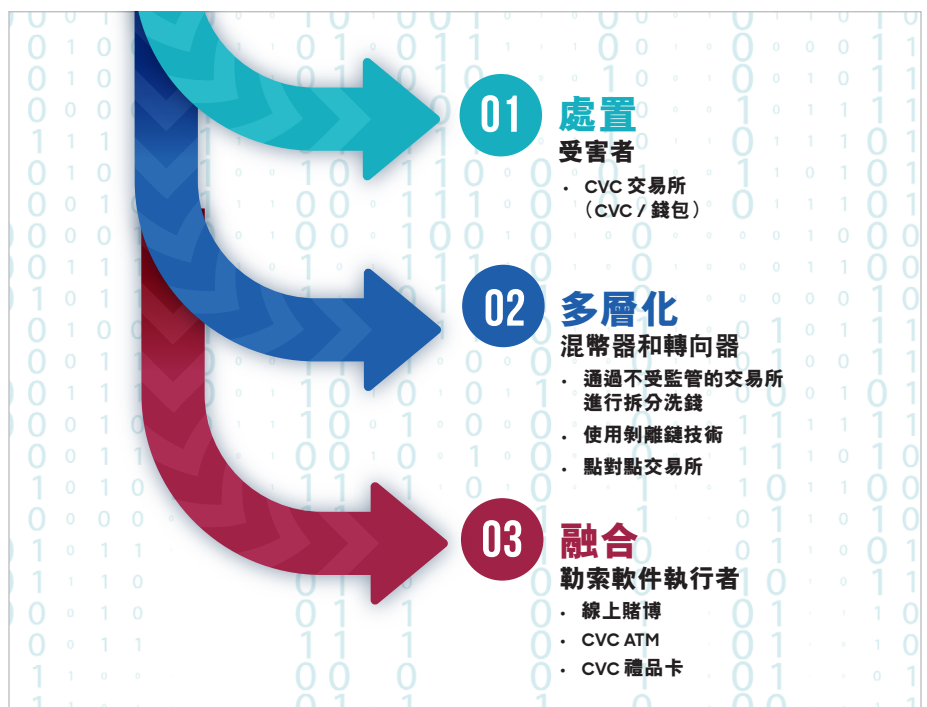 01
處置
受害者
• CVC 交易所
（CVC / 錢包）
02
多層化
混幣器和轉向器
• 通過不受監管的交易所
進行拆分洗錢
• 使用剝離鏈技術
• 點對點交易所
03
融合
勒索軟件執行者
• 線上賭博
• CVC ATM
• CVC 禮品卡